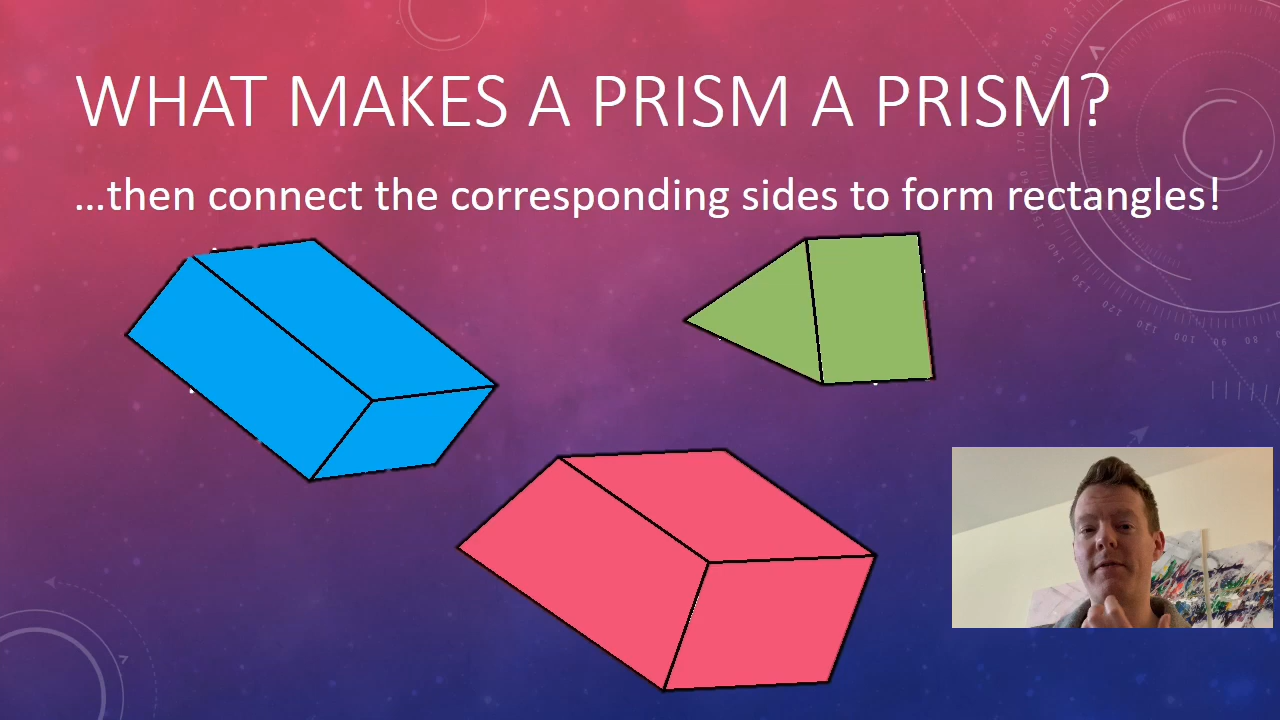 WHAT MAKES A PRISM A PRISM?
...then connect the corresponding sides to form rectangles!